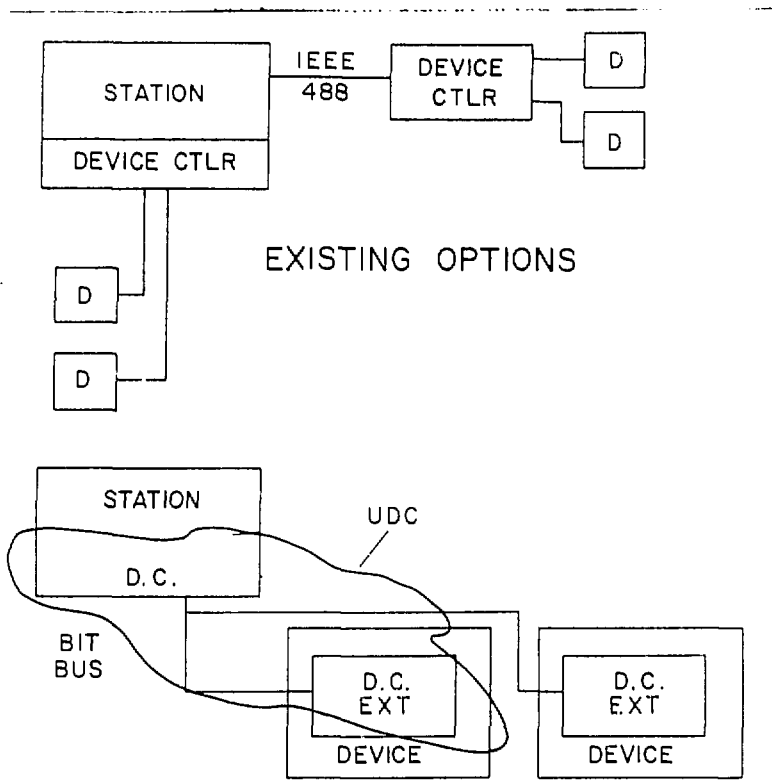 STATION
DEVICE CTLR
IEEE
488
DEVICE
CTLR
D
D
D
D
EXISTING OPTIONS
STATION
D.C.
UDC
BIT
BUS
D.C.
EXT
DEVICE
D.C.
EXT
DEVICE